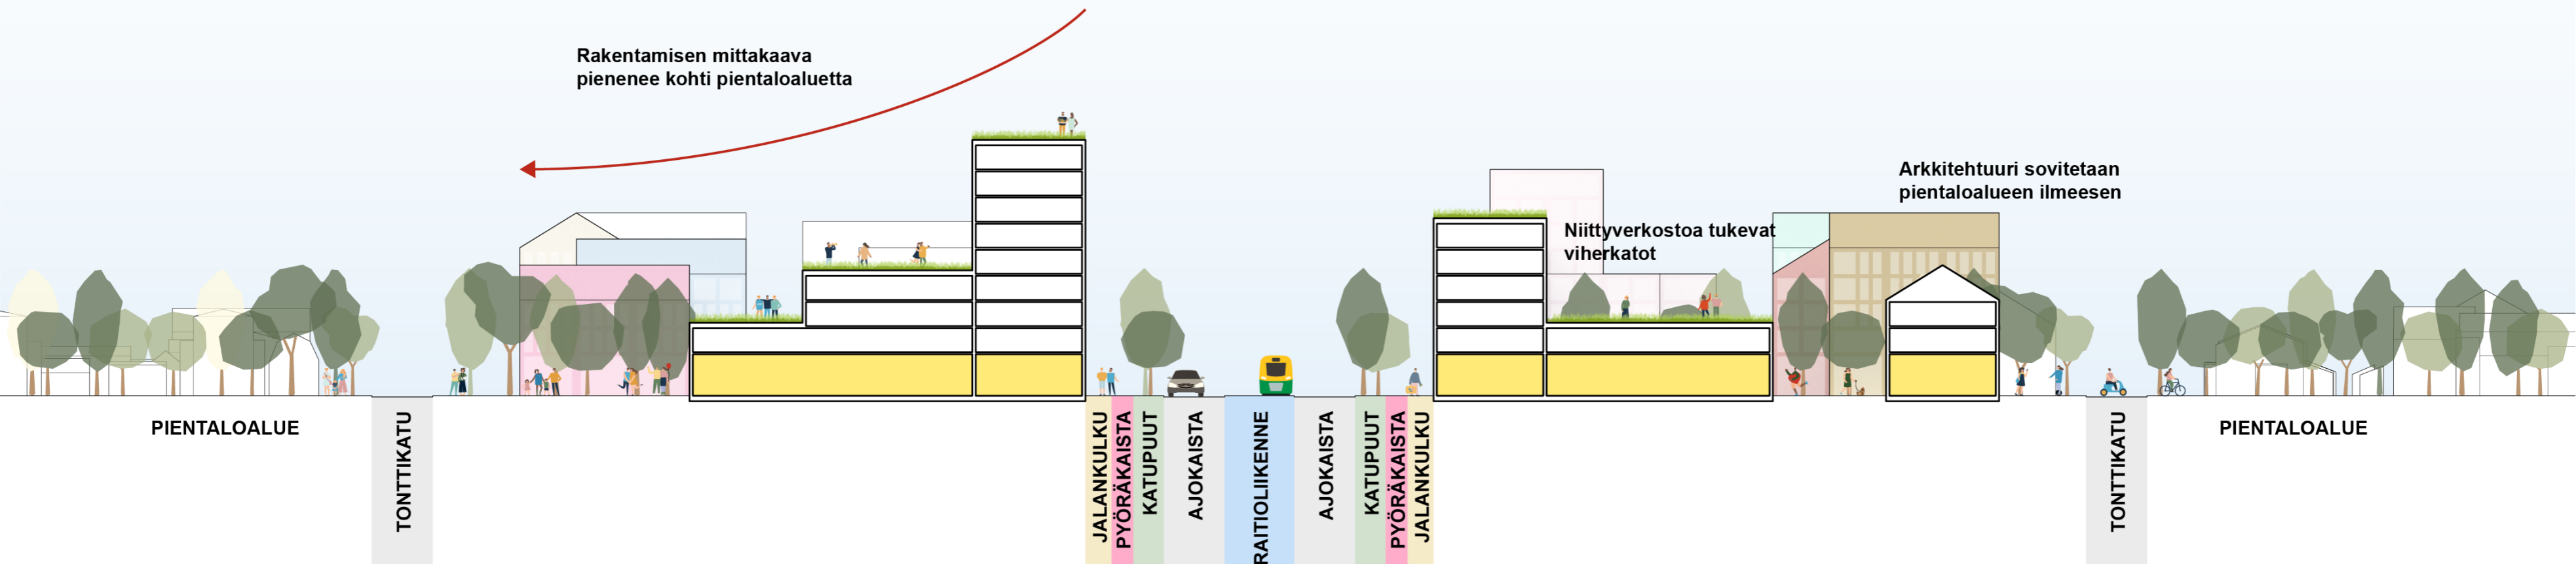 Rakentamisen mittakaava
pienenee kohti pientaloaluetta
Arkkitehtuuri sovitetaan
pientaloalueen ilmeesen
Niittyverkostoa tukevat
viherkatot
PIENTALOALUE
TONTTIKATU
JALANKULKU
PYÖRÄKAISTA
KATUPUUT
AJOKAISTA
RAITIOLIIKENNE
AJOKAISTA
KATUPUUT
PYÖRÄKAISTA
JALANKULKU
TONTTIKATU
PIENTALOALUE